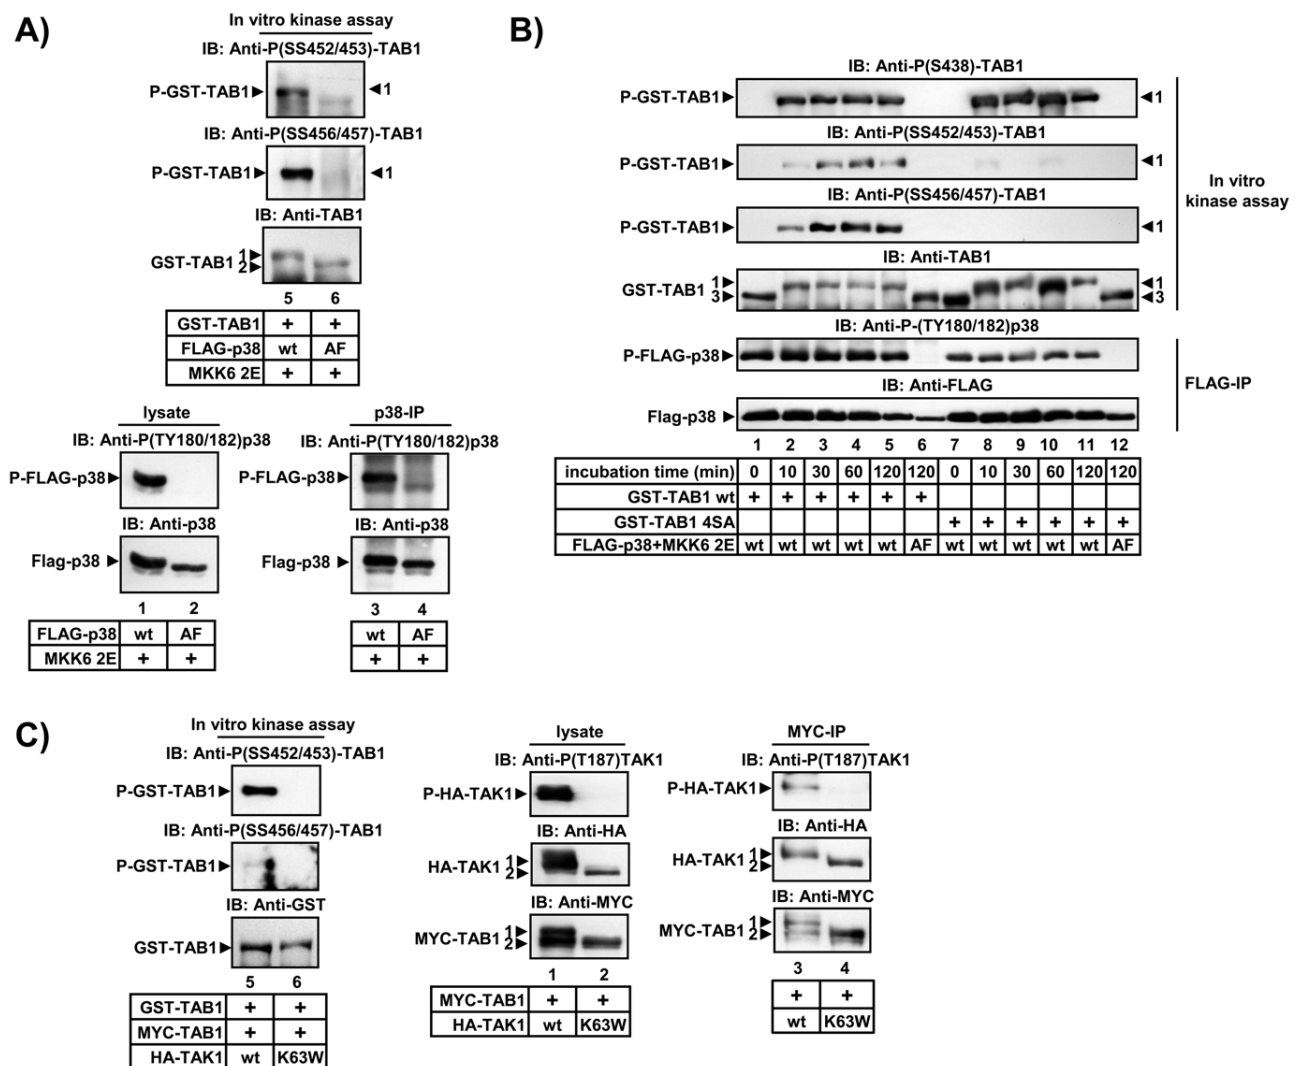 A)
In vitro kinase assay
IB: Anti-P(SS452/453)-TAB1
P-GST-TAB1 1
IB: Anti-P(SS456/457)-TAB1
P-GST-TAB1 1
IB: Anti-TAB1
GST-TAB1 1
2
5 6
GST-TAB1 + +
FLAG-p38 wt AF
MKK6 2E + +
lysate
IB: Anti-P(TY180/182)p38
P-FLAG-p38
IB: Anti-p38
Flag-p38
1 2
FLAG-p38 wt AF
MKK6 2E + +
p38-IP
IB: Anti-P(TY180/182)p38
P-FLAG-p38
IB: Anti-p38
Flag-p38
3 4
wt AF
+ +
B)
IB: Anti-P(S438)-TAB1
P-GST-TAB1 1
IB: Anti-P(SS452/453)-TAB1
P-GST-TAB1 1
IB: Anti-P(SS456/457)-TAB1
P-GST-TAB1 1
IB: Anti-TAB1
GST-TAB1 1 1
3 3
In vitro
kinase assay
IB: Anti-P-(TY180/182)p38
P-FLAG-p38
IB: Anti-FLAG
Flag-p38
FLAG-IP
1 2 3 4 5 6 7 8 9 10 11 12
incubation time (min) 0 10 30 60 120 120 0 10 30 60 120 120
GST-TAB1 wt + + + + + +
GST-TAB1 4SA + + + + + +
FLAG-p38+MKK6 2E wt wt wt wt wt AF wt wt wt wt wt AF
C)
In vitro kinase assay
IB: Anti-P(SS452/453)-TAB1
P-GST-TAB1
IB: Anti-P(SS456/457)-TAB1
P-GST-TAB1
IB: Anti-GST
GST-TAB1
5 6
GST-TAB1 + +
MYC-TAB1 + +
HA-TAK1 wt K63W
lysate
IB: Anti-P(T187)TAK1
P-HA-TAK1
IB: Anti-HA
HA-TAK1 1
2
IB: Anti-MYC
MYC-TAB1 1
2
1 2
MYC-TAB1 + +
HA-TAK1 wt K63W
MYC-IP
IB: Anti-P(T187)TAK1
P-HA-TAK1
IB: Anti-HA
HA-TAK1 1
2
IB: Anti-MYC
MYC-TAB1 1
2
3 4
+ +
wt K63W